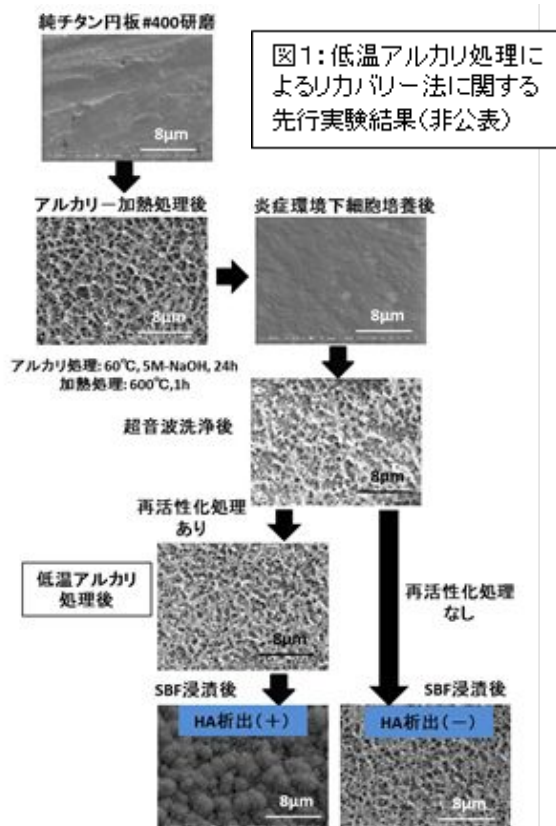 純チタン円板#400研磨
8μm
図1：低温アルカリ処理に
よるリカバリー法に関する
先行実験結果(非公表)
アルカリー加熱処理後
8μm
炎症環境下細胞培養後
8μm
アルカリ処理：60℃, 5M-NaOH, 24h
加熱処理：600℃,1h
超音波洗浄後
8μm
再活性化処理
あり
低温アルカリ
処理後
8μm
再活性化処理
なし
SBF浸漬後
HA析出(＋)
8μm
SBF浸漬後
HA析出(－)
8μm